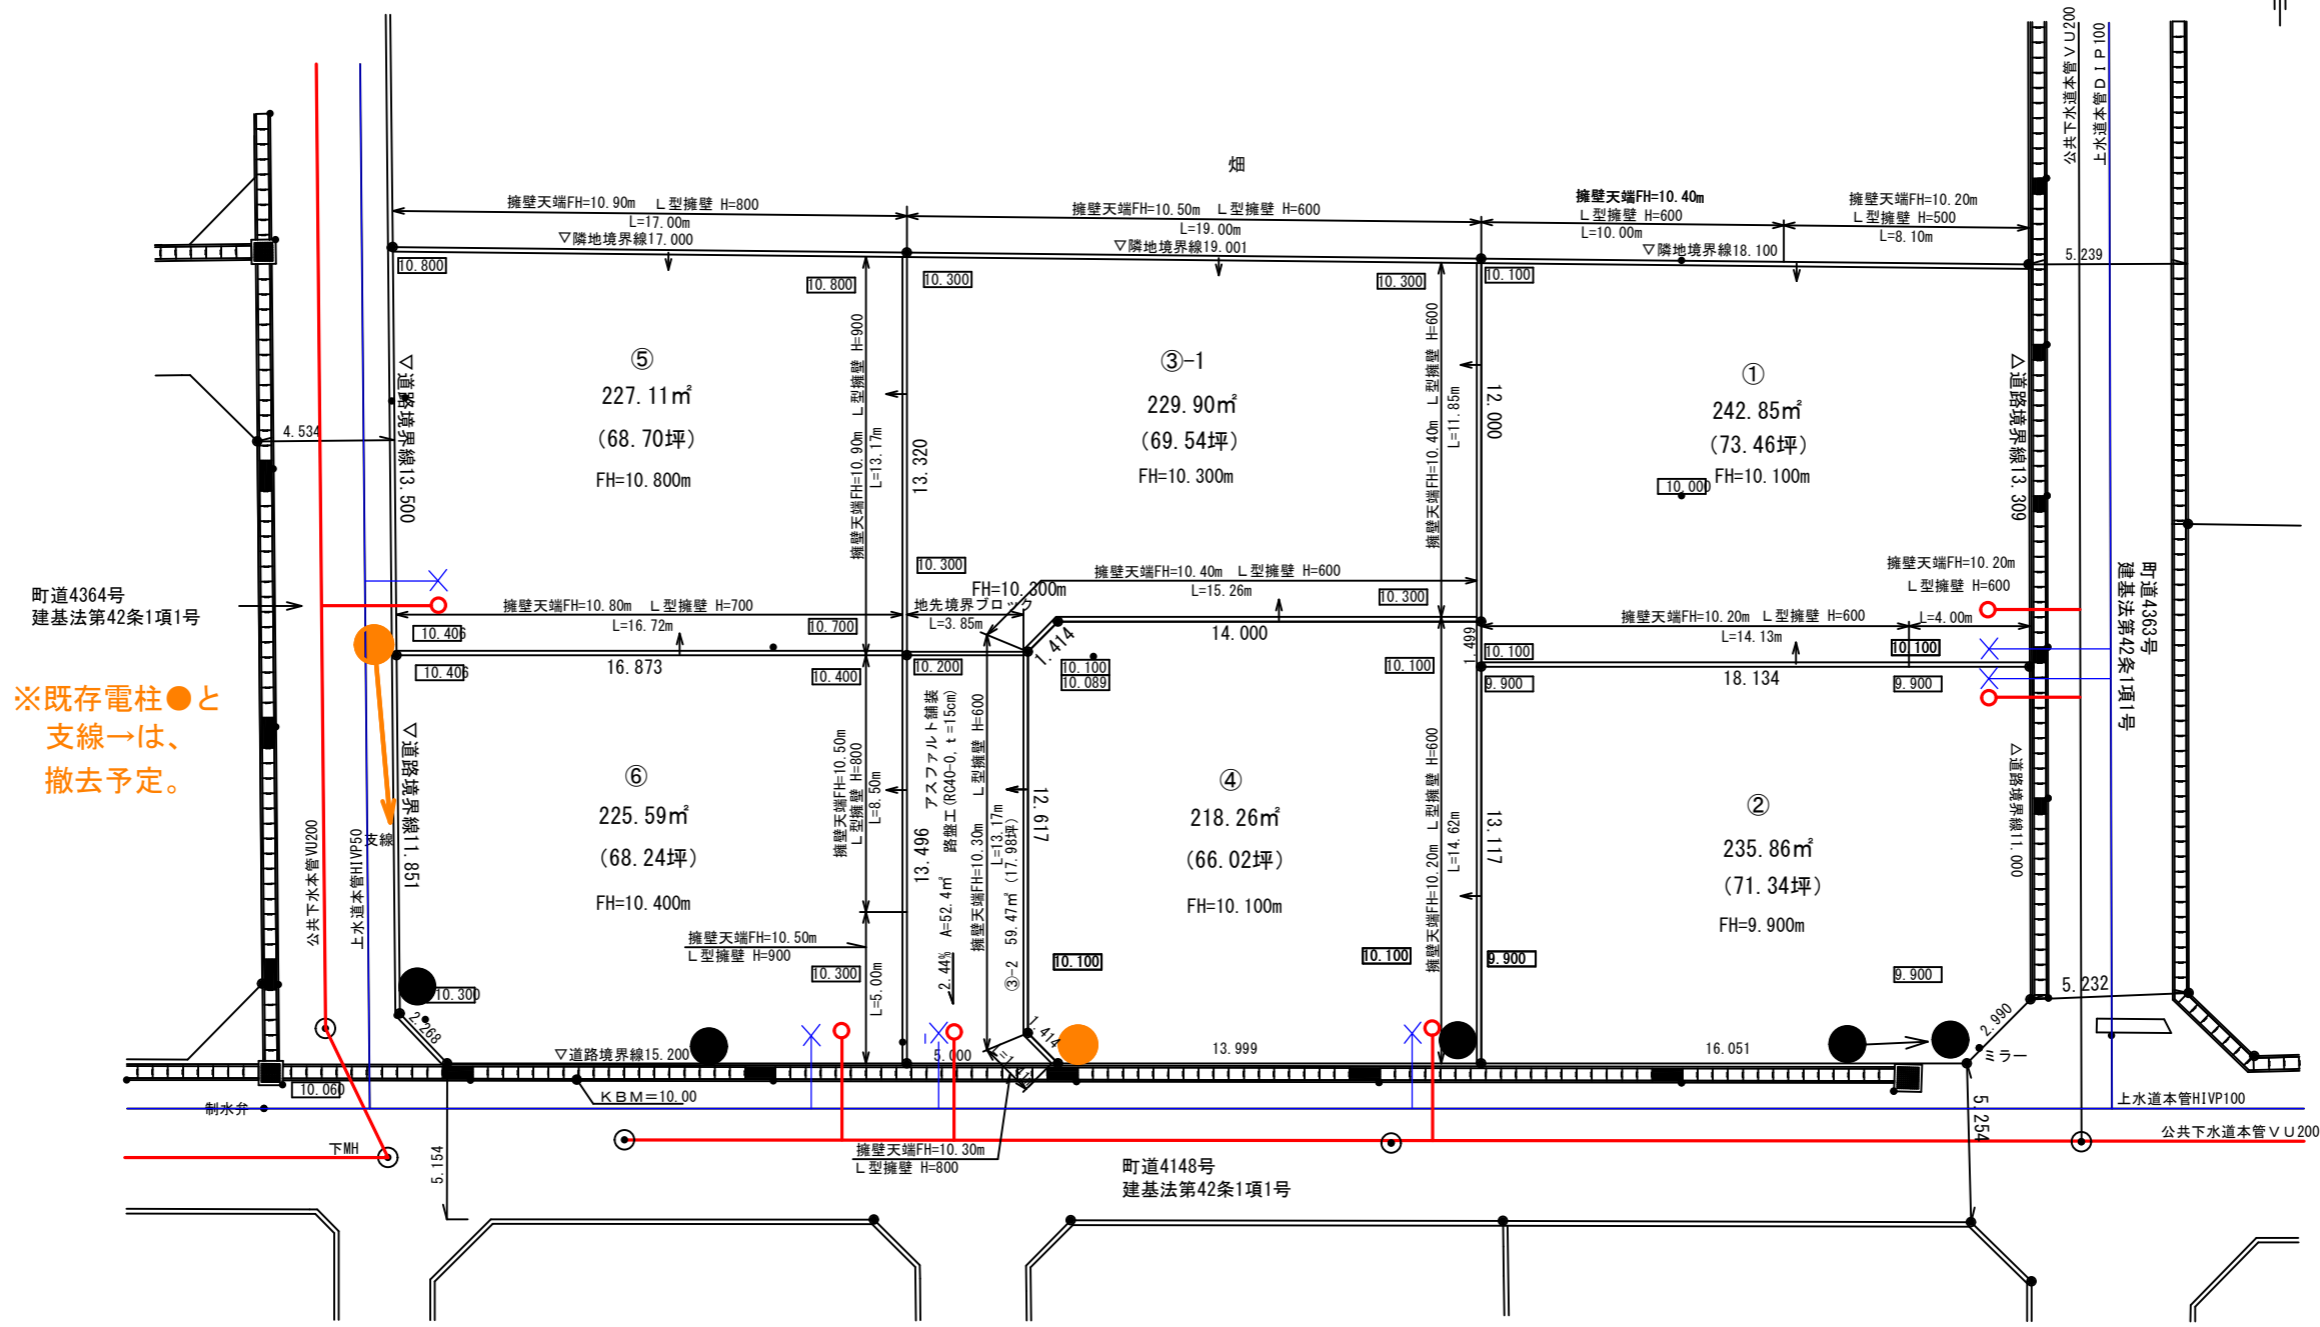 畑
擁壁天端FH=10.90m　L型擁壁 H=800
L=17.00m
▽隣地境界線17.000
擁壁天端FH=10.50m　L型擁壁 H=600
L=19.00m
▽隣地境界線19.001
擁壁天端FH=10.40m
L型擁壁 H=600
L=10.00m
▽隣地境界線18.100
擁壁天端FH=10.20m
L型擁壁 H=500
L=8.10m
公共下水道本管VU200
上水道本管DIP100
5.239
10.800
10.800
10.300
10.300
10.100
⑤
227.11㎡
(68.70坪)
FH=10.800m
▽道路境界線13.500
4.534
擁壁天端FH=10.90m　L型擁壁 H=900
L=13.17m
13.320
③-1
229.90㎡
(69.54坪)
FH=10.300m
擁壁天端FH=10.40m　L型擁壁 H=600
L=11.85m
12.000
①
242.85㎡
(73.46坪)
FH=10.100m
10.000
▽道路境界線13.309
町道4364号
建基法第42条1項1号
町道4363号
建基法第42条1項1号
擁壁天端FH=10.80m　L型擁壁 H=700
L=16.72m
10.406
10.700
10.406
16.873
10.400
10.300
FH=10.300m
地先境界ブロック
L=3.85m
10.200
擁壁天端FH=10.40m　L型擁壁 H=600
L=15.26m
10.300
14.000
1.414
10.100
10.089
10.100
1.499
擁壁天端FH=10.20m
L型擁壁 H=600
擁壁天端FH=10.20m　L型擁壁 H=600
L=14.13m
L=4.00m
10.100
10.100
18.134
9.900
9.900
※既存電柱●と
支線→は、
撤去予定。
支線
▽道路境界線11.851
公共下水道本管VU200
上水道本管HIVP50
⑥
225.59㎡
(68.24坪)
FH=10.400m
擁壁天端FH=10.50m
L型擁壁 H=800
L=8.50m
擁壁天端FH=10.50m
L型擁壁 H=900
L=5.00m
10.300
10.300
2.268
13.496
アスファルト舗装
路盤工(RC40-0, t=15cm)
2.44%　A=52.4㎡
擁壁天端FH=10.30m　L型擁壁 H=600
L=13.17m
③-2　59.47㎡ (17.98坪)
12.617
④
218.26㎡
(66.02坪)
FH=10.100m
10.100
10.100
擁壁天端FH=10.20m　L型擁壁 H=600
L=14.62m
13.117
②
235.86㎡
(71.34坪)
FH=9.900m
9.900
9.900
▽道路境界線11.000
5.232
2.990
ミラー
▽道路境界線15.200
5.000
1.414
13.999
16.051
10.060
制水弁
KBM=10.00
下MH
5.154
擁壁天端FH=10.30m
L型擁壁 H=800
町道4148号
建基法第42条1項1号
5.254
上水道本管HIVP100
公共下水道本管VU200